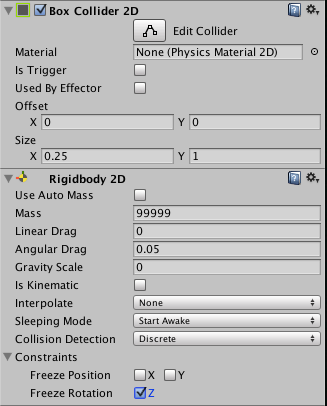 Box Collider 2D
Edit Collider
Material None (Physics Material 2D)
Is Trigger
Used By Effector
Offset
X 0 Y 0
Size
X 0.25 Y 1
Rigidbody 2D
Use Auto Mass
Mass 99999
Linear Drag 0
Angular Drag 0.05
Gravity Scale 0
Is Kinematic
Interpolate None
Sleeping Mode Start Awake
Collision Detection Discrete
Constraints
Freeze Position X Y
Freeze Rotation Z